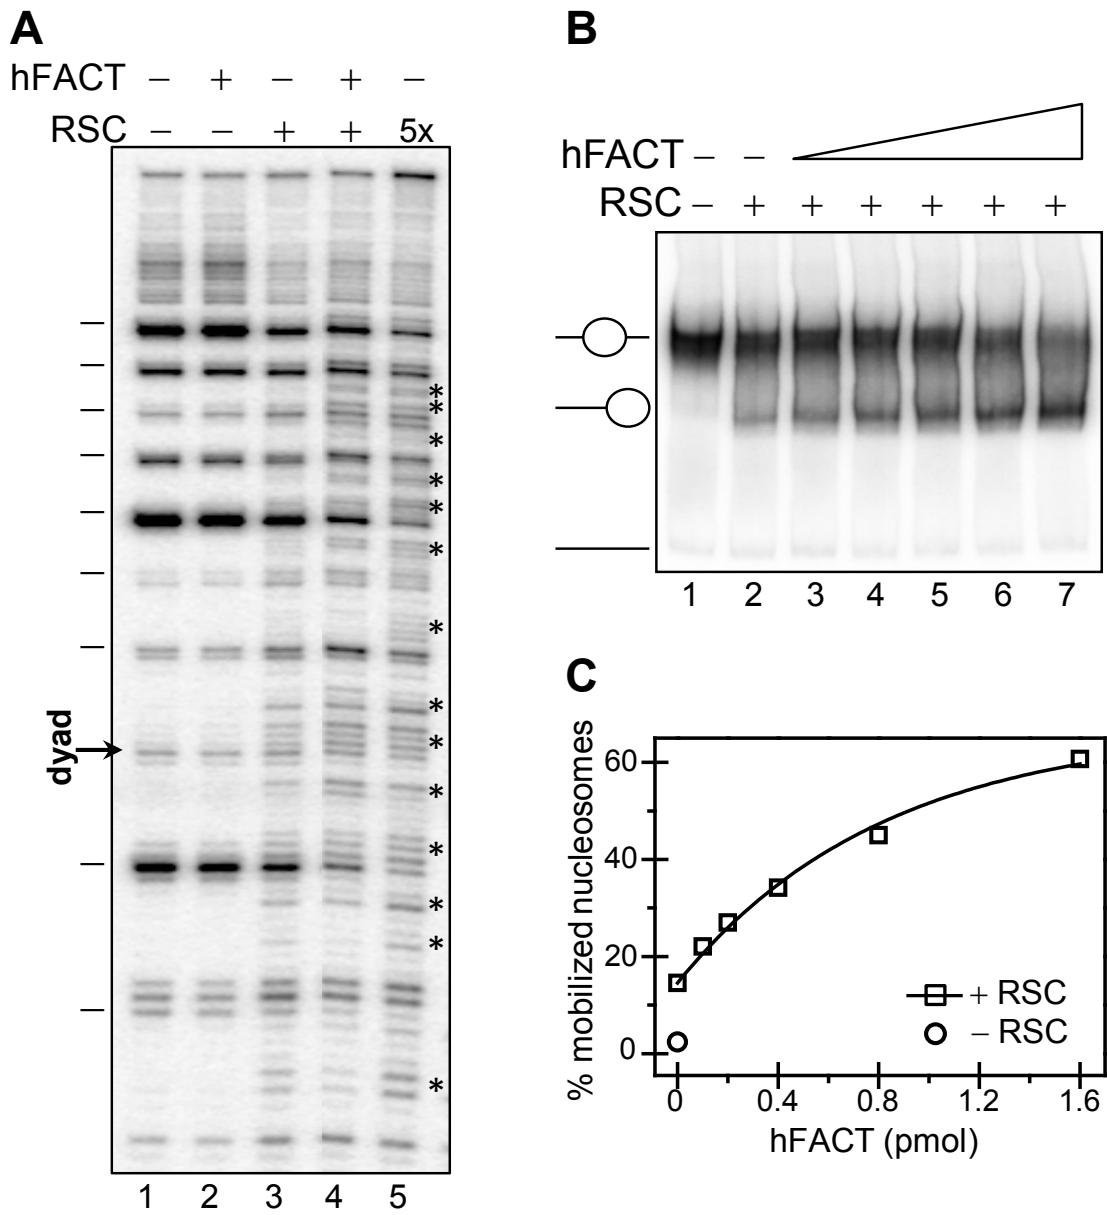 A
hFACT – + – + –
RSC – – + + 5x
*
*
*
*
*
*
*
*
*
dyad
*
*
*
*
*
1 2 3 4 5
B
hFACT – –
RSC – + + + + + +
1 2 3 4 5 6 7
C
% mobilized nucleosomes
60
40
20
0
+ RSC
– RSC
0 0.4 0.8 1.2 1.6
hFACT (pmol)